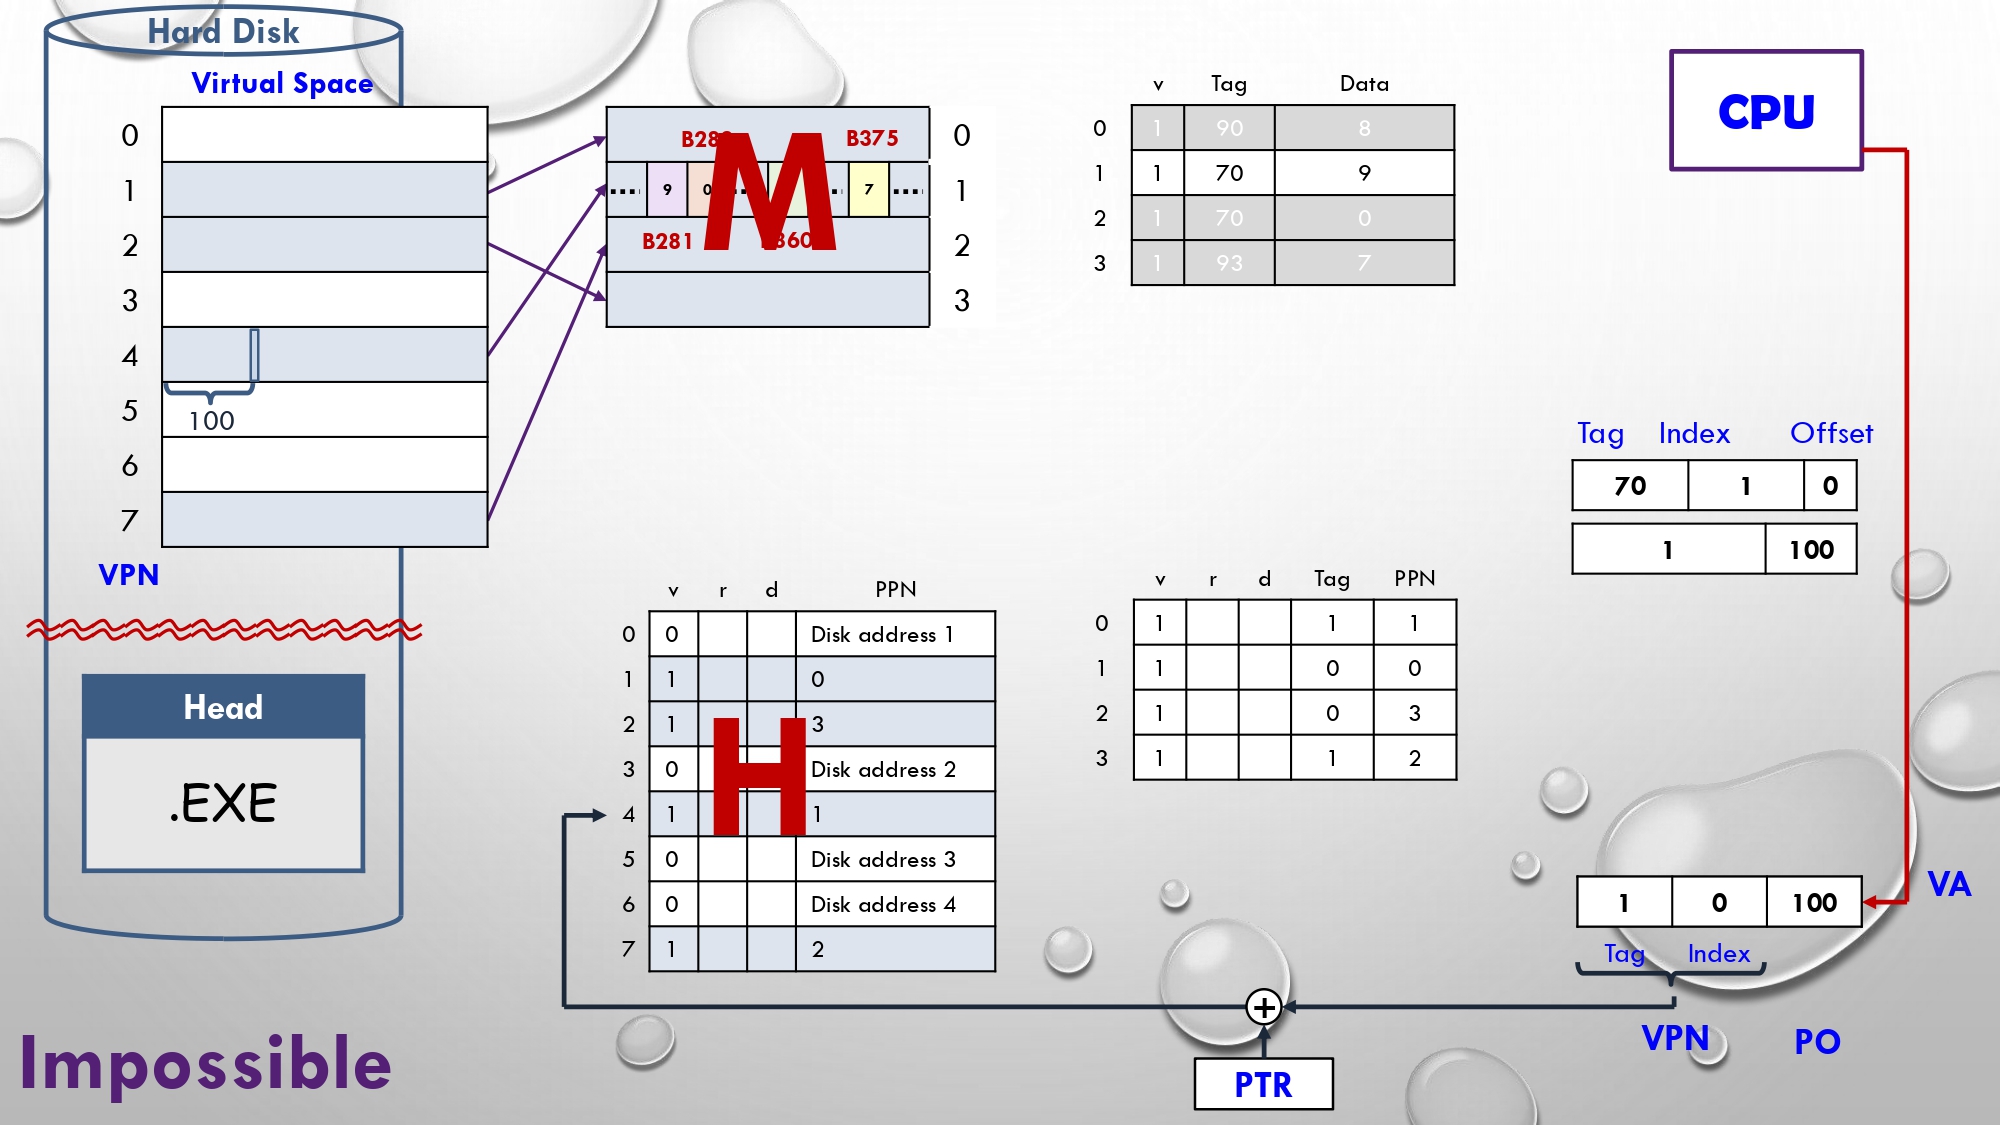 Hard Disk
Virtual Space
0
1
2
3
4
5
6
7
100
VPN
Head
.EXE
Impossible
B375
9 0 7
B281
M
0
1
2
3
v Tag Data
0 1 90 8
1 1 70 9
2 1 70 0
3 1 93 7
CPU
Tag Index Offset
70 1 0
1 100
v r d PPN
0 0 Disk address 1
1 1 0
2 1 3
3 0 Disk address 2
4 1 1
5 0 Disk address 3
6 0 Disk address 4
7 1 2
H
v r d Tag PPN
0 1 1 1
1 1 0 0
2 1 0 3
3 1 1 2
1 0 100
VA
Tag Index
VPN PO
PTR